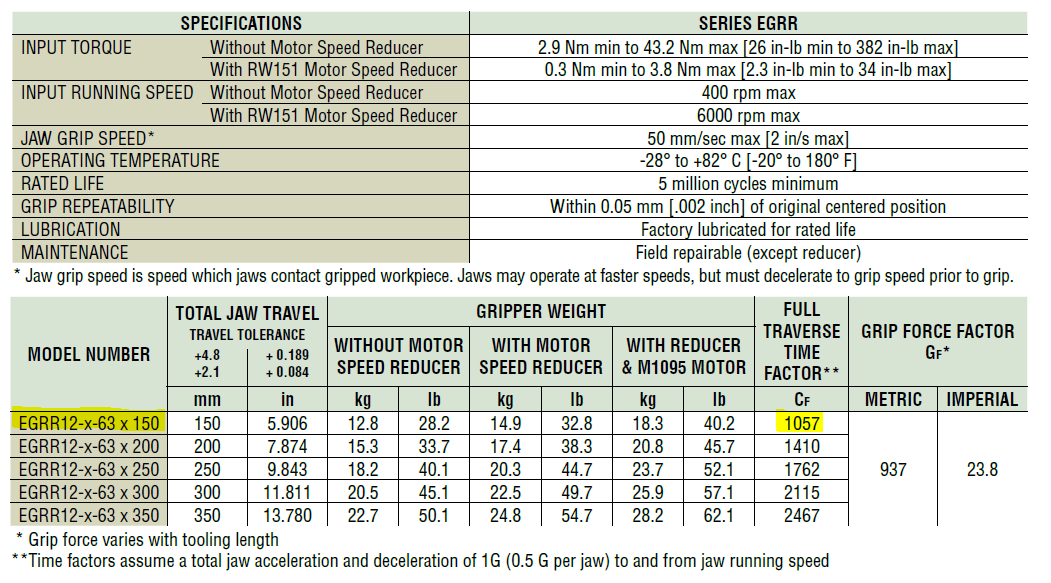 SPECIFICATIONS SERIES EGRR
INPUT TORQUE Without Motor Speed Reducer 2.9 Nm min to 43.2 Nm max [26 in-lb min to 382 in-lb max]
With RW151 Motor Speed Reducer 0.3 Nm min to 3.8 Nm max [2.3 in-lb min to 34 in-lb max]
INPUT RUNNING SPEED Without Motor Speed Reducer 400 rpm max
With RW151 Motor Speed Reducer 6000 rpm max
JAW GRIP SPEED* 50 mm/sec max [2 in/s max]
OPERATING TEMPERATURE -28° to +82° C [-20° to 180° F]
RATED LIFE 5 million cycles minimum
GRIP REPEATABILITY Within 0.05 mm [.002 inch] of original centered position
LUBRICATION Factory lubricated for rated life
MAINTENANCE Field repairable (except reducer)
* Jaw grip speed is speed which jaws contact gripped workpiece. Jaws may operate at faster speeds, but must decelerate to grip speed prior to grip.
MODEL NUMBER
TOTAL JAW TRAVEL
TRAVEL TOLERANCE
+4.8 + 0.189
+2.1 + 0.084
mm in
GRIPPER WEIGHT
WITHOUT MOTOR
SPEED REDUCER
kg lb
WITH MOTOR
SPEED REDUCER
kg lb
WITH REDUCER
& M1095 MOTOR
kg lb
FULL
TRAVERSE
TIME
FACTOR**
CF
GRIP FORCE FACTOR
GF*
METRIC IMPERIAL
EGRR12-x-63 x 150 150 5.906 12.8 28.2 14.9 32.8 18.3 40.2 1057
EGRR12-x-63 x 200 200 7.874 15.3 33.7 17.4 38.3 20.8 45.7 1410
EGRR12-x-63 x 250 250 9.843 18.2 40.1 20.3 44.7 23.7 52.1 1762 937 23.8
EGRR12-x-63 x 300 300 11.811 20.5 45.1 22.5 49.7 25.9 57.1 2115
EGRR12-x-63 x 350 350 13.780 22.7 50.1 24.8 54.7 28.2 62.1 2467
* Grip force varies with tooling length
**Time factors assume a total jaw acceleration and deceleration of 1G (0.5 G per jaw) to and from jaw running speed